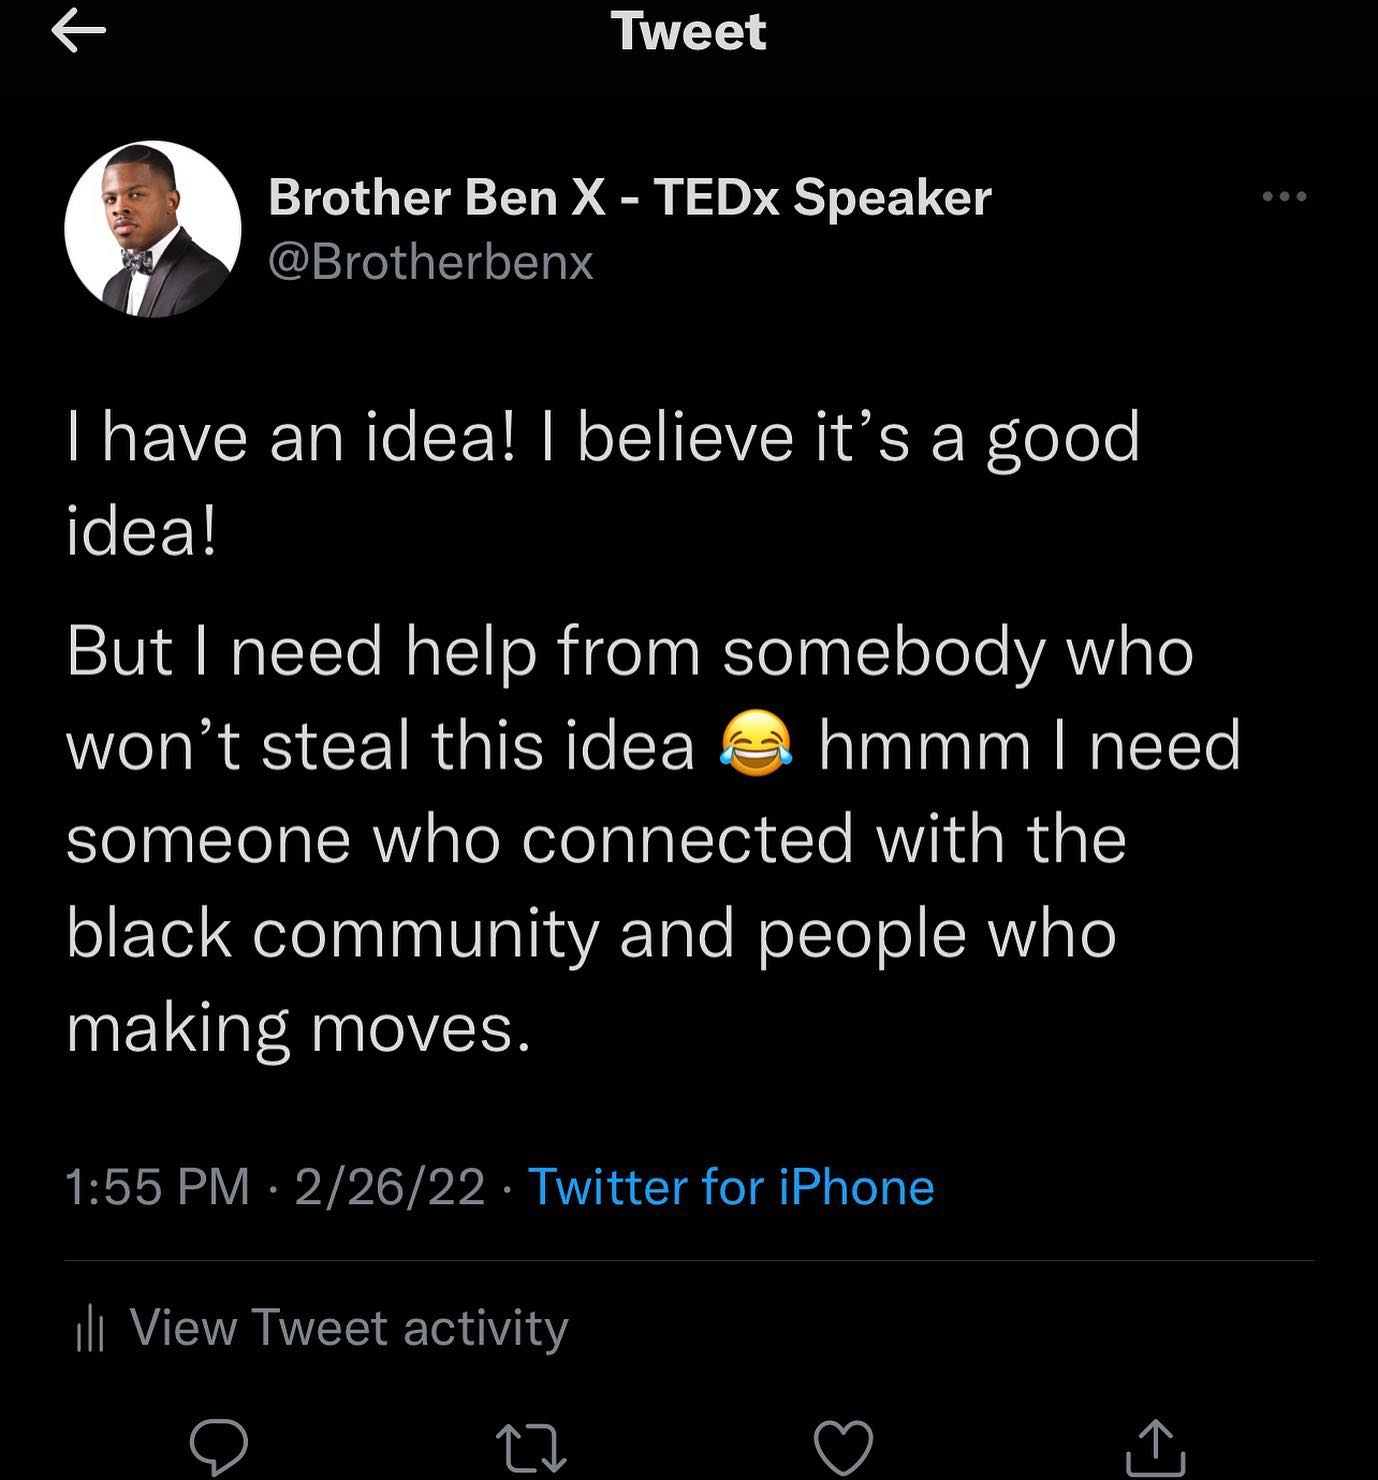 Tweet
Brother Ben X - TEDx Speaker
@Brotherbenx
I have an idea! I believe it’s a good
idea!
But I need help from somebody who
won’t steal this idea 😂 hmmm I need
someone who connected with the
black community and people who
making moves.
1:55 PM · 2/26/22 · Twitter for iPhone
View Tweet activity